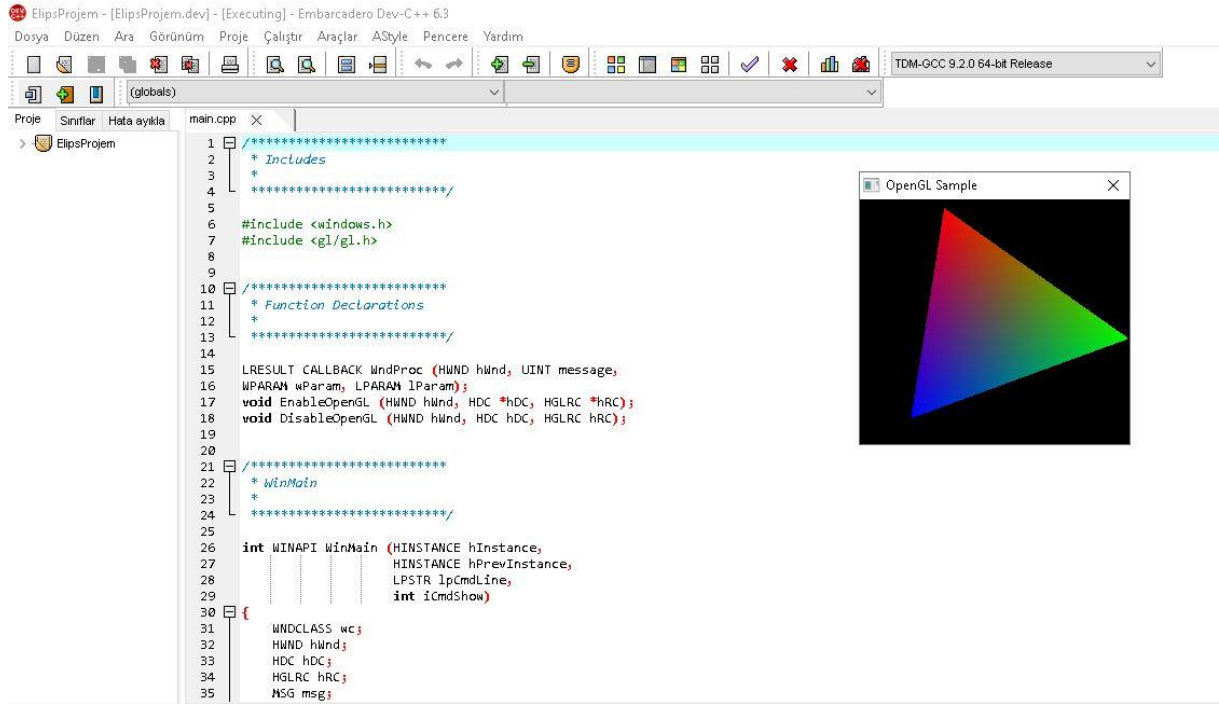 ElipsProjem - [ElipsProjem.dev] - [Executing] - Embarcadero Dev-C++ 6.3
Dosya Düzen Ara Görünüm Proje Çalıştır Araçlar AStyle Pencere Yardım
TDM-GCC 9.2.0 64-bit Release
(globals)
Proje Sınıflar Hata ayıkla main.cpp
ElipsProjem
1 /**************************
2 * Includes
3 *
4 **************************/
5
6 #include <windows.h>
7 #include <gl/gl.h>
8
9
10 /**************************
11 * Function Declarations
12 *
13 **************************/
14
15 LRESULT CALLBACK WndProc (HWND hWnd, UINT message,
16 WPARAM wParam, LPARAM lParam);
17 void EnableOpenGL (HWND hWnd, HDC *hDC, HGLRC *hRC);
18 void DisableOpenGL (HWND hWnd, HDC hDC, HGLRC hRC);
19
20
21 /**************************
22 * WinMain
23 *
24 **************************/
25
26 int WINAPI WinMain (HINSTANCE hInstance,
27 HINSTANCE hPrevInstance,
28 LPSTR lpCmdLine,
29 int iCmdShow)
30 {
31 WNDCLASS wc;
32 HWND hWnd;
33 HDC hDC;
34 HGLRC hRC;
35 MSG msg;
OpenGL Sample